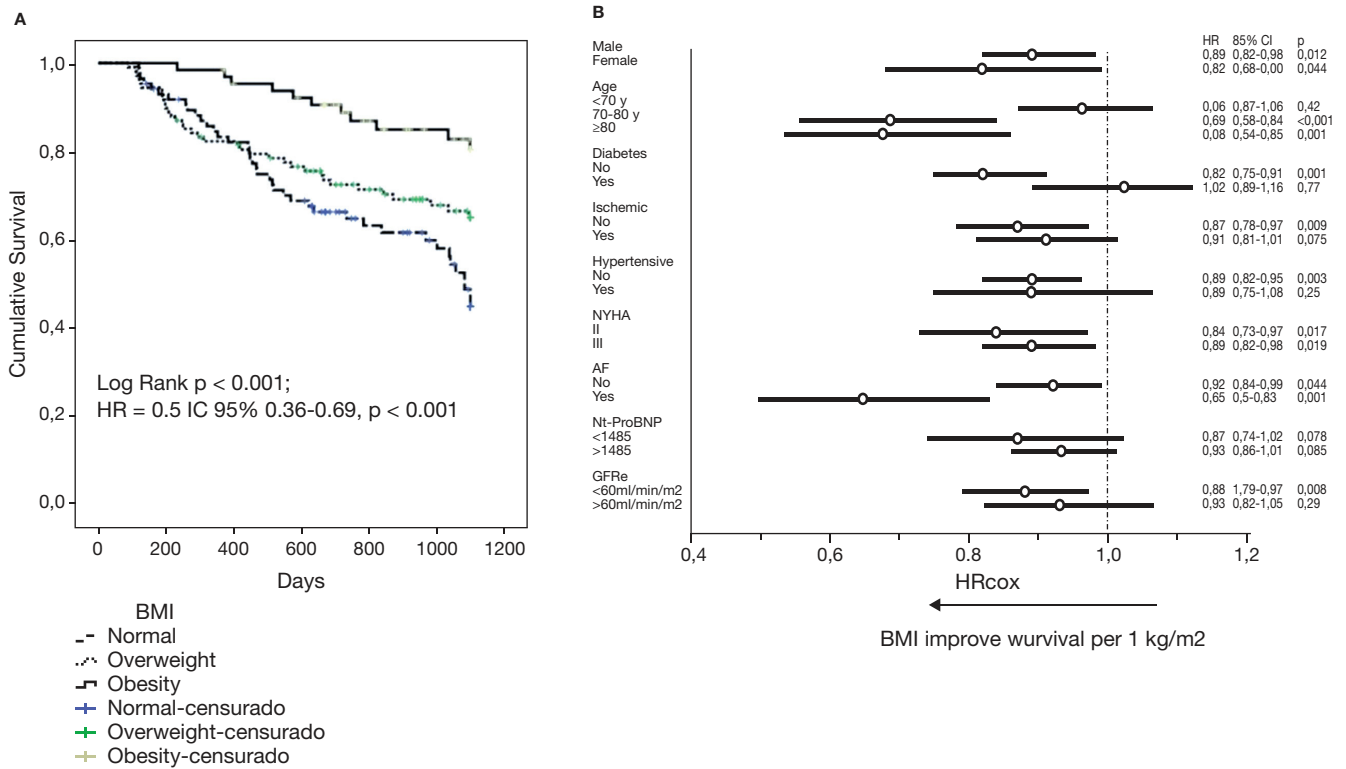 A
1,0
0,8
0,6
0,4
0,2
0,0
Cumulative Survival
Log Rank p < 0.001;
HR = 0.5 IC 95% 0.36-0.69, p < 0.001
0 200 400 600 800 1000 1200
Days
BMI
Normal
Overweight
Obesity
Normal-censurado
Overweight-censurado
Obesity-censurado
B
HR 85% CI p
Male 0,89 0,82-0,98 0,012
Female 0,82 0,68-0,00 0,044
Age
<70 y 0,06 0,87-1,06 0,42
70-80 y 0,69 0,58-0,84 <0,001
≥80 0,08 0,54-0,85 0,001
Diabetes
No 0,82 0,75-0,91 0,001
Yes 1,02 0,89-1,16 0,77
Ischemic
No 0,87 0,78-0,97 0,009
Yes 0,91 0,81-1,01 0,075
Hypertensive
No 0,89 0,82-0,95 0,003
Yes 0,89 0,75-1,08 0,25
NYHA
II 0,84 0,73-0,97 0,017
III 0,89 0,82-0,98 0,019
AF
No 0,92 0,84-0,99 0,044
Yes 0,65 0,5-0,83 0,001
Nt-ProBNP
<1485 0,87 0,74-1,02 0,078
>1485 0,93 0,86-1,01 0,085
GFRe
<60ml/min/m2 0,88 1,79-0,97 0,008
>60ml/min/m2 0,93 0,82-1,05 0,29
0,4 0,6 0.8 1,0 1,2
HRcox
BMI improve wurvival per 1 kg/m2